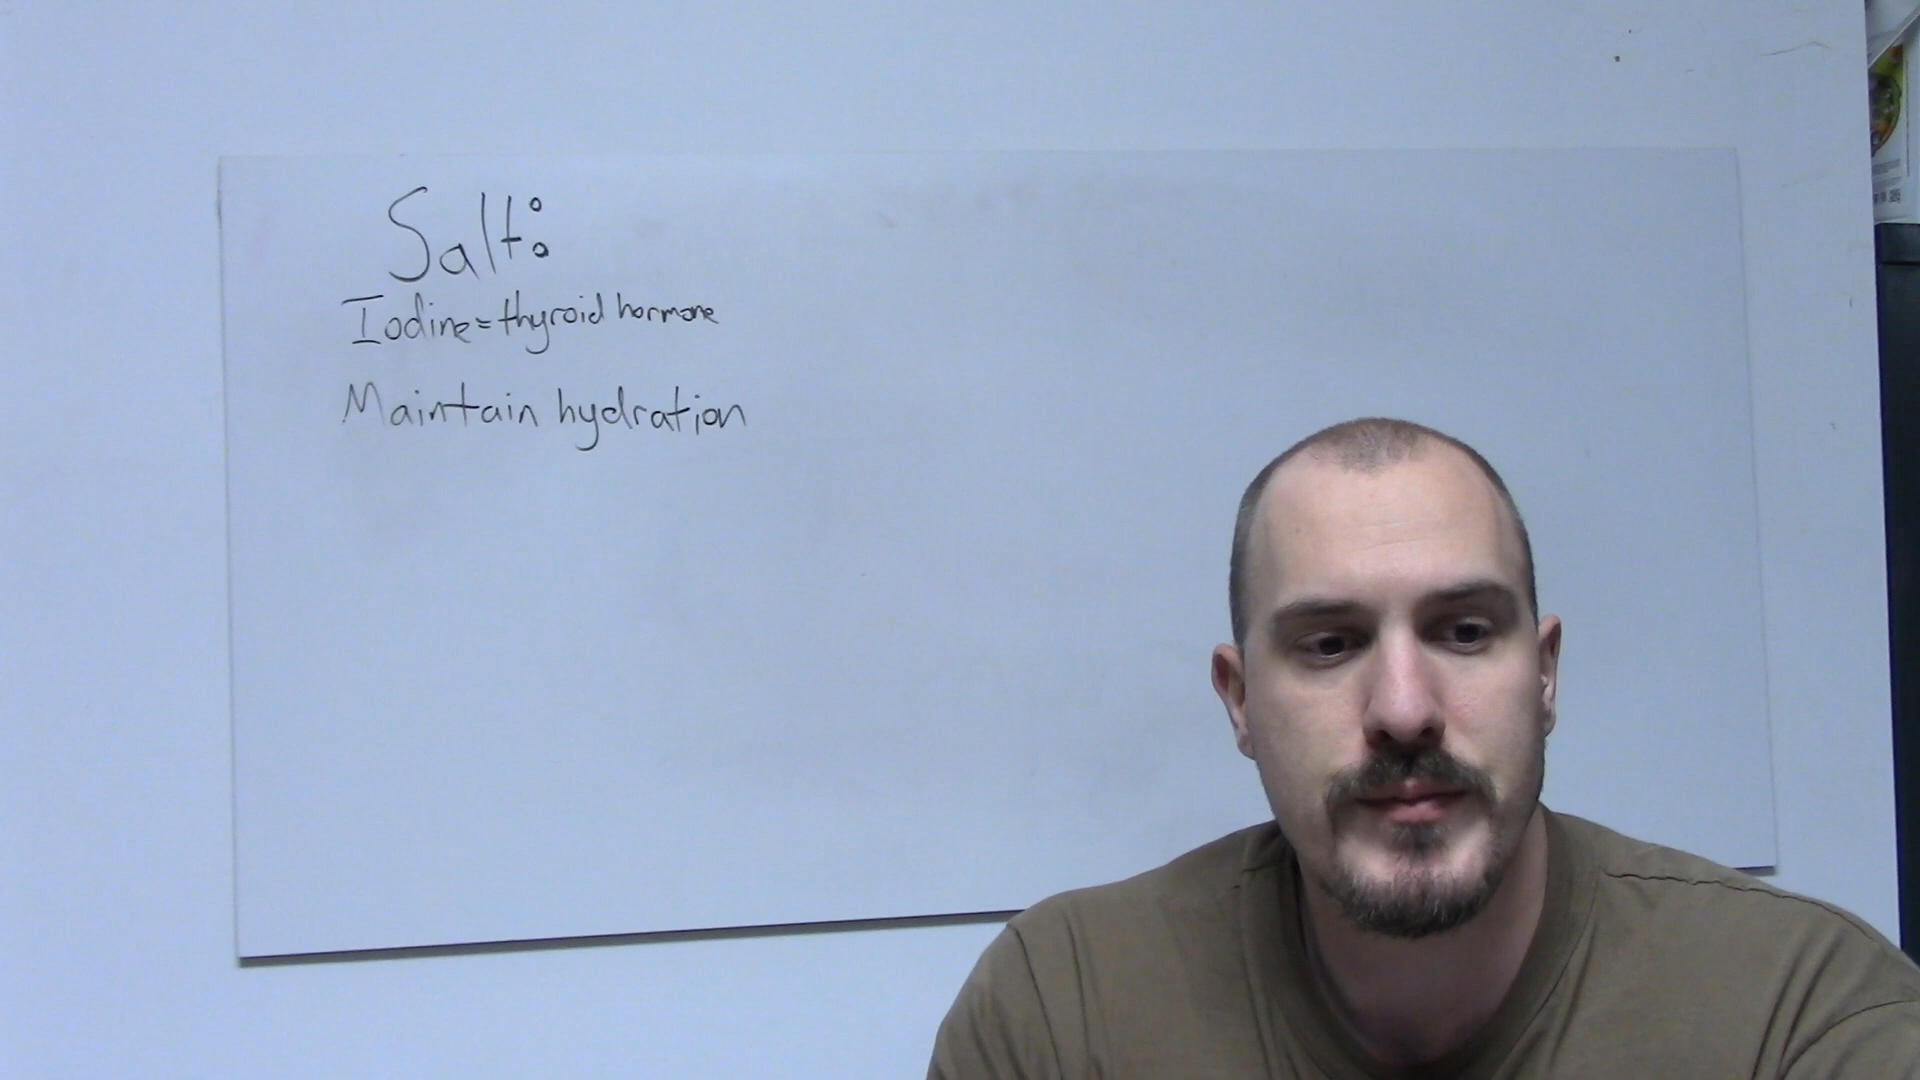 Salt:
Iodine = thyroid hormone
Maintain hydration